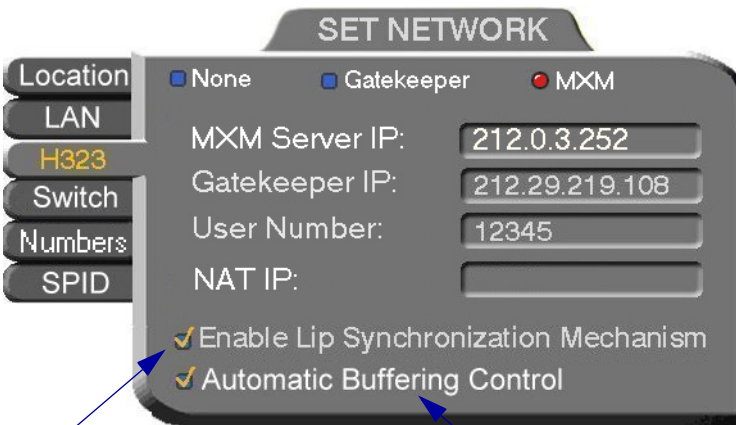 SET NETWORK
Location
LAN
H323
Switch
Numbers
SPID
None Gatekeeper MXM
MXM Server IP: 212.0.3.252
Gatekeeper IP: 212.29.219.108
User Number: 12345
NAT IP:
Enable Lip Synchronization Mechanism
Automatic Buffering Control